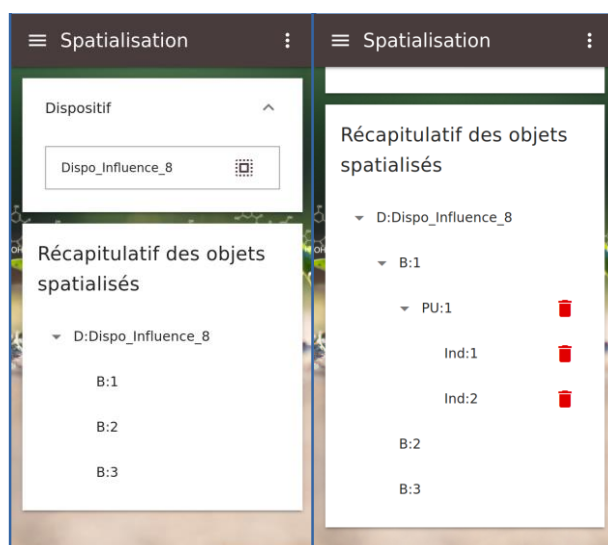 Spatialisation
Dispositif
Dispo_Influence_8
Récapitulatif des objets
spatialisés
D:Dispo_Influence_8
B:1
B:2
B:3
Spatialisation
Récapitulatif des objets
spatialisés
D:Dispo_Influence_8
B:1
PU:1
Ind:1
Ind:2
B:2
B:3